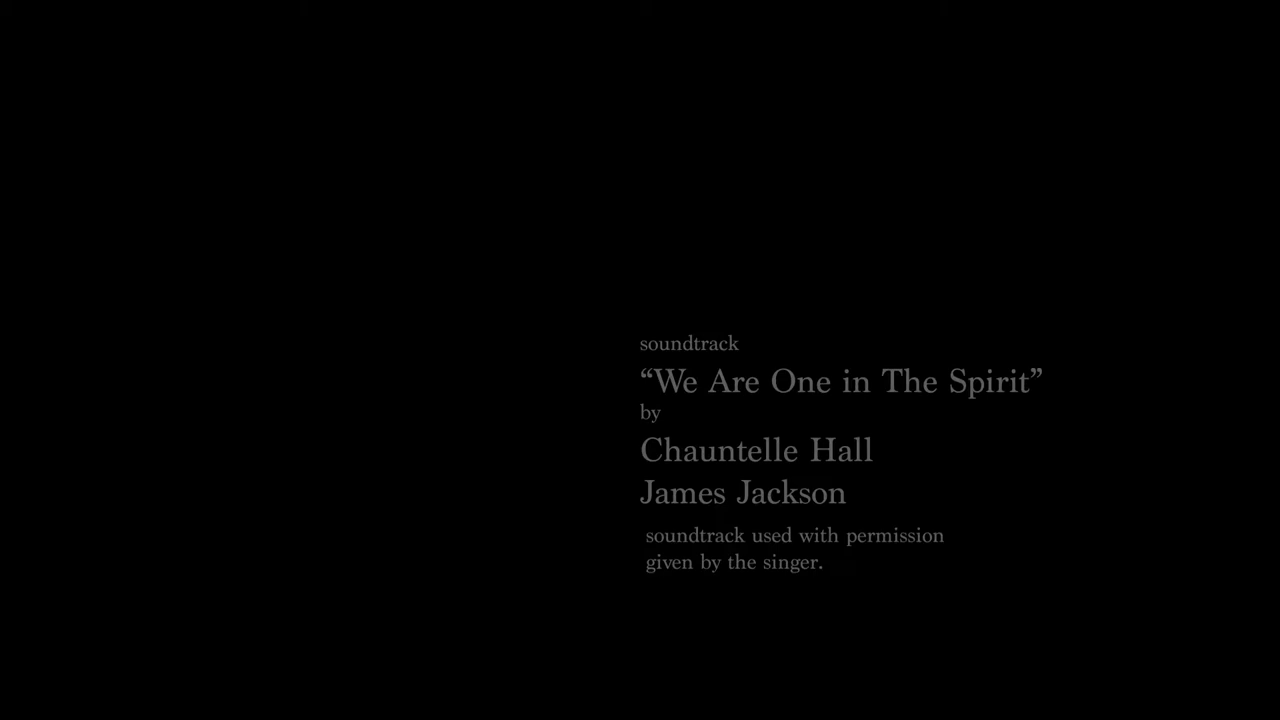 soundtrack
“We Are One in The Spirit”
by
Chauntelle Hall
James Jackson
soundtrack used with permission
given by the singer.